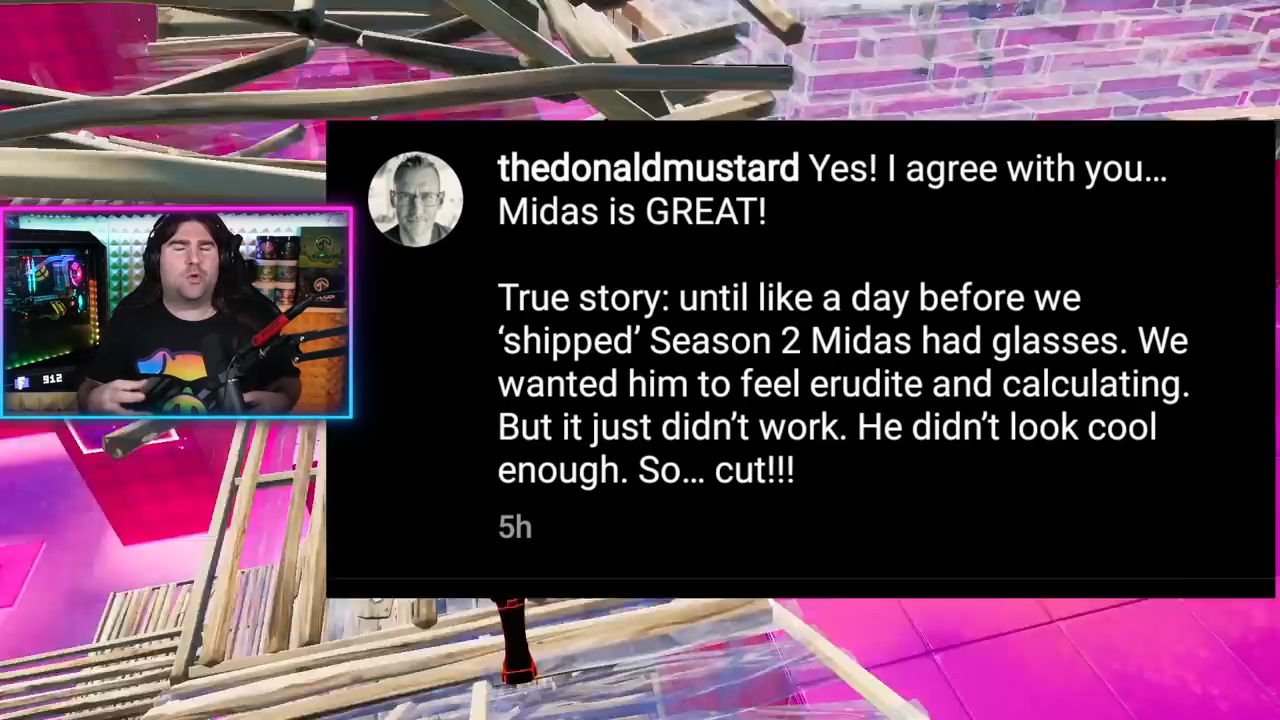 thedonaldmustard Yes! I agree with you...
Midas is GREAT!
True story: until like a day before we
‘shipped’ Season 2 Midas had glasses. We
wanted him to feel erudite and calculating.
But it just didn’t work. He didn’t look cool
enough. So... cut!!!
5h
912